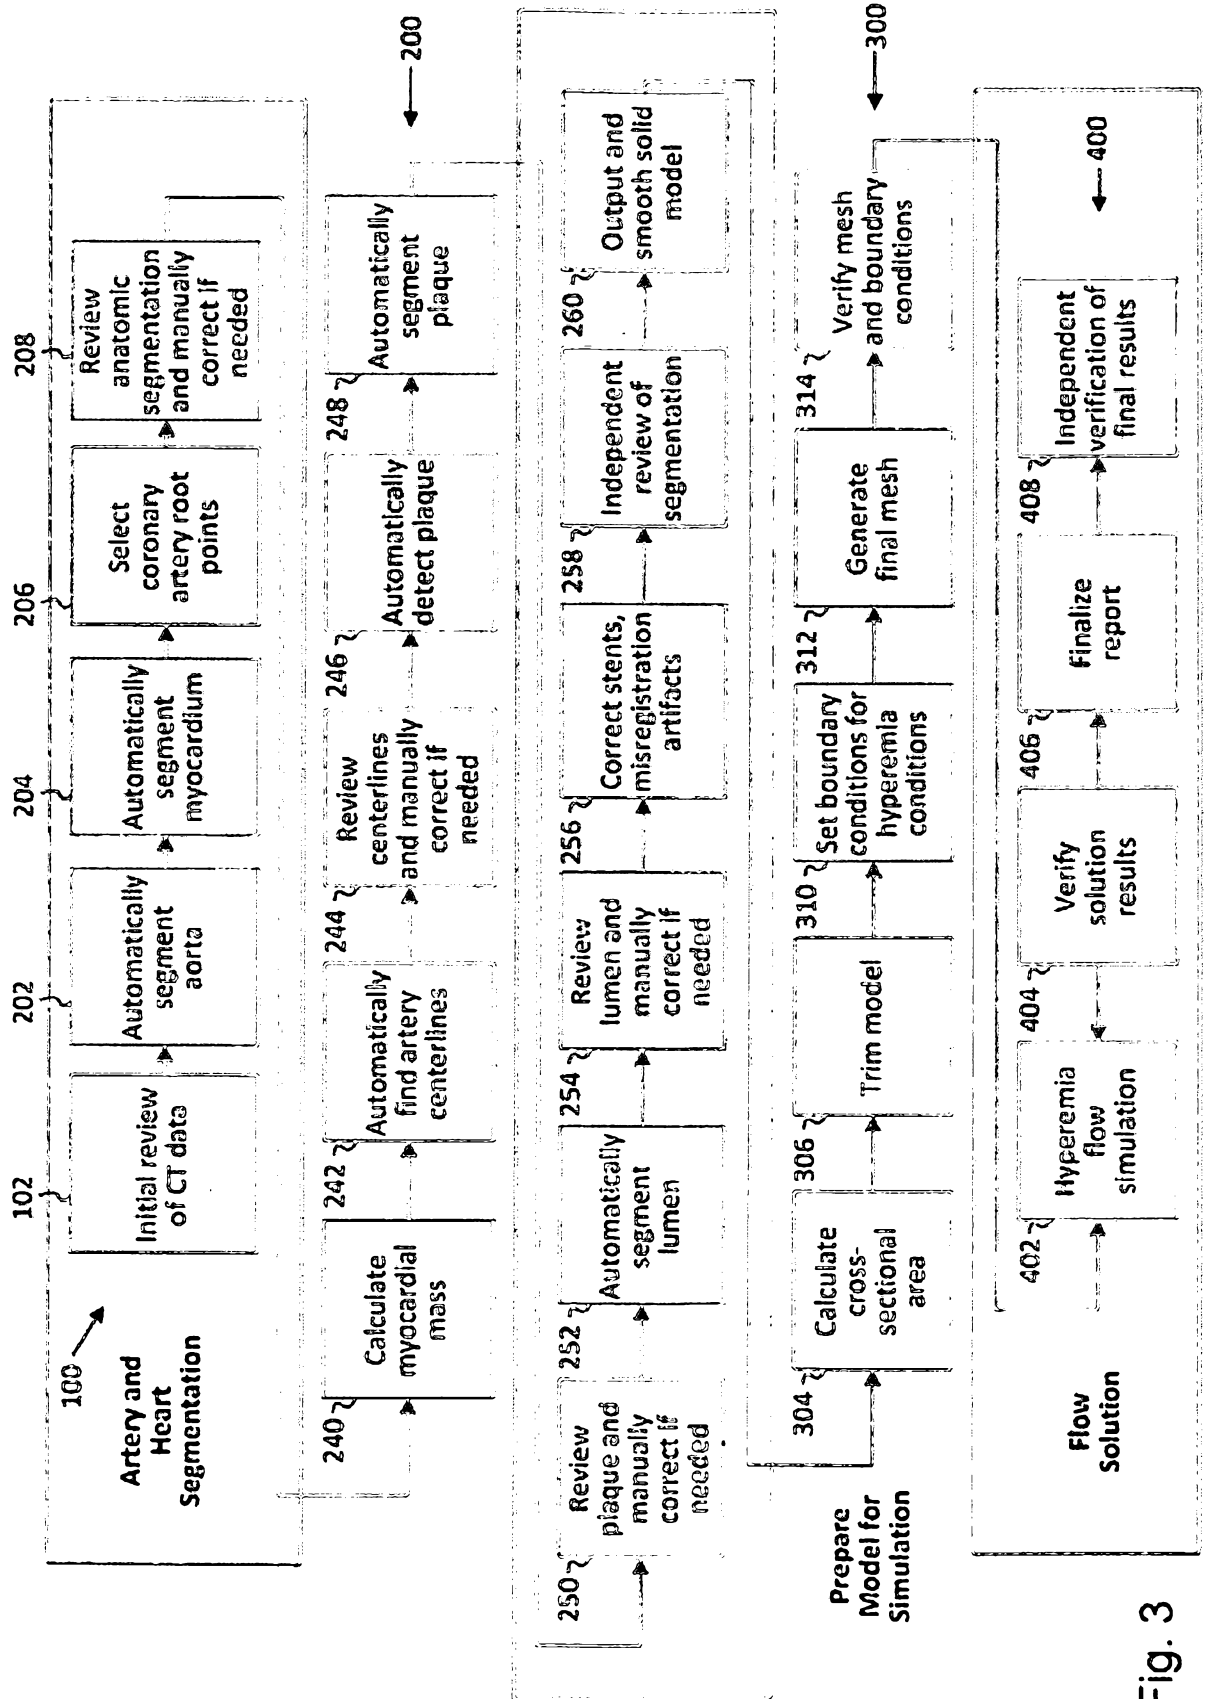 100
Artery and
Heart
Segmentation
102
Initial review
of CT data
202
Automatically
segment
aorta
204
Automatically
segment
myocardium
206
Select
coronary
artery root
points
208
Review
anatomic
segmentation
and manually
correct if
needed
200
240
Calculate
myocardial
mass
242
Automatically
find artery
centerlines
244
Review
centerlines
and manually
correct if
needed
246
Automatically
detect plaque
248
Automatically
segment
plaque
250
Review
plaque and
manually
correct if
needed
252
Automatically
segment
lumen
254
Review
lumen and
manually
correct if
needed
256
Correct stents,
misregistration
artifacts
258
Independent
review of
segmentation
260
Output and
smooth solid
model
300
Prepare
Model for
Simulation
304
Calculate
cross-
sectional
area
306
Trim model
310
Set boundary
conditions for
hyperemia
conditions
312
Generate
final mesh
314
Verify mesh
and boundary
conditions
400
Flow
Solution
402
Hyperemia
flow
simulation
404
Verify
solution
results
406
Finalize
report
408
Independent
verification of
final results
Fig. 3